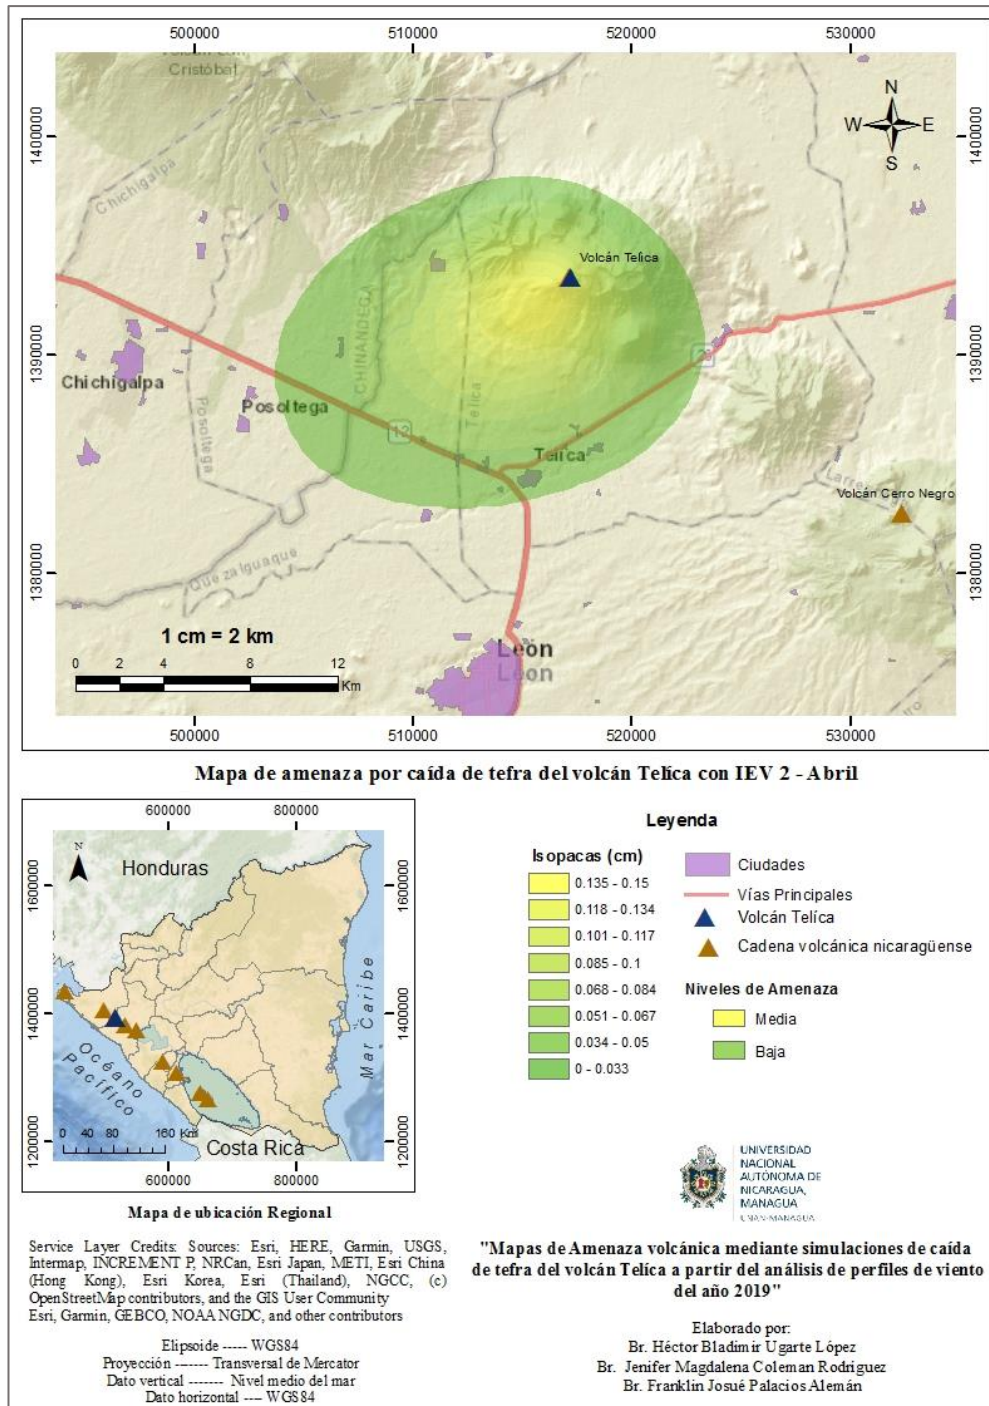 500000
510000
520000
530000
Cristóbal
N
W
E
S
1400000
1400000
Chichigalpa
Volcán Telíca
CHINANDEGA
1390000
1390000
Chichigalpa
Posoltega
Posoltega
Telica
12
Telíca
Volcán Cerro Negro
Quezalguaque
1380000
1380000
1 cm = 2 km
0 2 4 8 12
Km
León
León
500000
510000
520000
530000
Mapa de amenaza por caída de tefra del volcán Telíca con IEV 2 - Abril
600000
800000
N
Honduras
1600000
1600000
Mar Caribe
1400000
1400000
Océano
Pacífico
0 40 80 160 Km
Costa Rica
1200000
1200000
600000
800000
Mapa de ubicación Regional
Leyenda
Isopacas (cm)
0.135 - 0.15
0.118 - 0.134
0.101 - 0.117
0.085 - 0.1
0.068 - 0.084
0.051 - 0.067
0.034 - 0.05
0 - 0.033
Ciudades
Vías Principales
Volcán Telíca
Cadena volcánica nicaragüense
Niveles de Amenaza
Media
Baja
UNIVERSIDAD
NACIONAL
AUTÓNOMA DE
NICARAGUA,
MANAGUA
UNAN-MANAGUA
Service Layer Credits: Sources: Esri, HERE, Garmin, USGS,
Intermap, INCREMENT P, NRCan, Esri Japan, METI, Esri China
(Hong Kong), Esri Korea, Esri (Thailand), NGCC, (c)
OpenStreetMap contributors, and the GIS User Community
Esri, Garmin, GEBCO, NOAA NGDC, and other contributors
Elipsoide ----- WGS84
Proyección ------- Transversal de Mercator
Dato vertical ------- Nivel medio del mar
Dato horizontal ---- WGS84
"Mapas de Amenaza volcánica mediante simulaciones de caída
de tefra del volcán Telíca a partir del análisis de perfiles de viento
del año 2019"
Elaborado por:
Br. Héctor Bladimir Ugarte López
Br. Jenifer Magdalena Coleman Rodriguez
Br. Franklin Josué Palacios Alemán